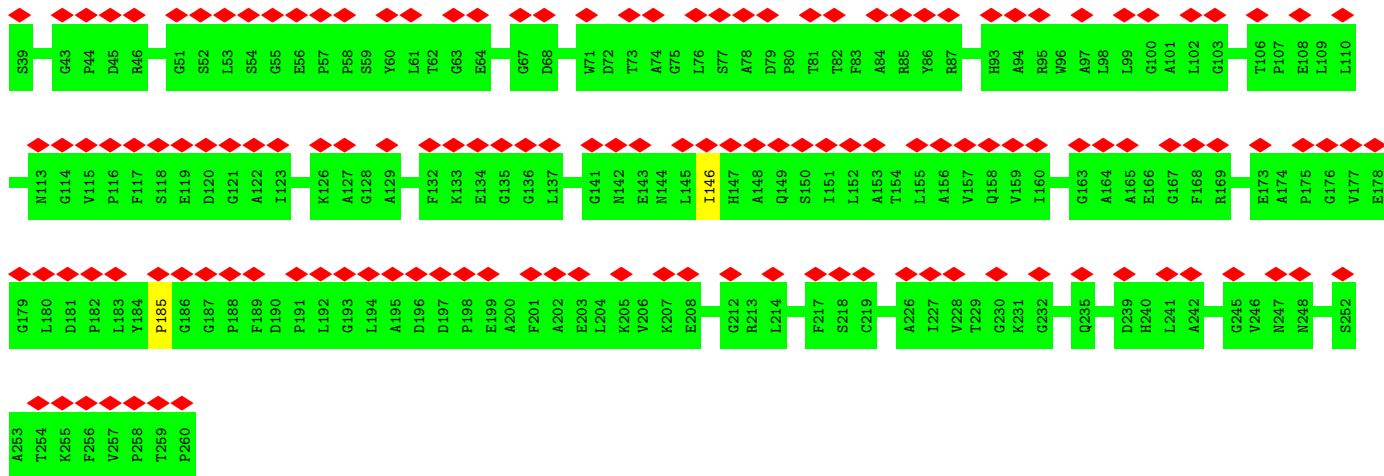 S39 G43 P44 D45 R46 G51 S52 L53 S54 G55 E56 P57 P58 S59 Y60 L61 T62 G63 E64 G67 D68 W71 D72 T73 A74 G75 L76 S77 A78 D79 P80 T81 T82 F83 A84 R85 Y86 R87 H93 A94 R95 W96 A97 L98 L99 G100 A101 L102 G103 T106 P107 E108 L109 L110
N113 G114 V115 P116 F117 S118 E119 D120 G121 A122 I123 K126 A127 G128 A129 F132 K133 E134 G135 G136 L137 G141 N142 E143 N144 L145 I146 H147 A148 Q149 S150 I151 L152 A153 T154 L155 A156 V157 Q158 V159 I160 G163 A164 A165 E166 G167 F168 R169 E173 A174 P175 G176 V177 E178
G179 L180 D181 P182 L183 Y184 P185 G186 G187 P188 F189 D190 P191 L192 G193 L194 A195 D196 D197 P198 E199 A200 F201 A202 E203 L204 K205 V206 K207 E208 G212 R213 L214 F217 S218 C219 A226 I227 V228 T229 G230 K231 G232 Q235 D239 H240 L241 A242 G245 V246 N247 N248 S252
A253 T254 K255 F256 V257 P258 T259 P260